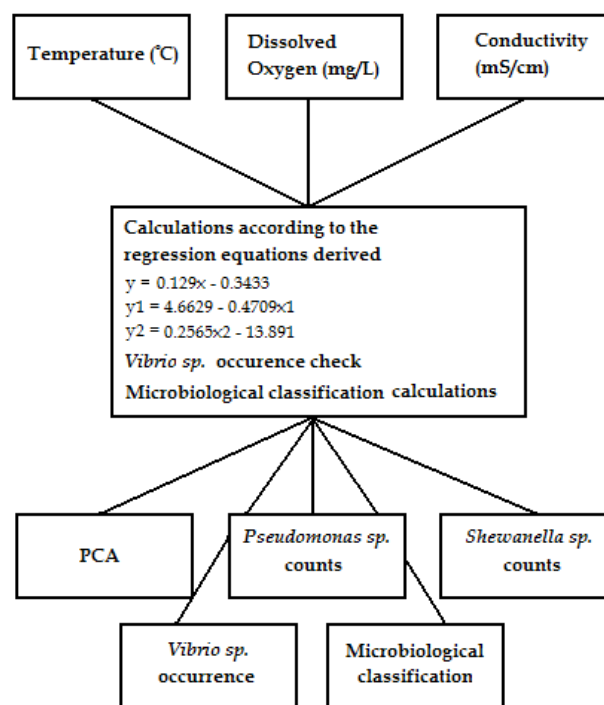 Temperature (°C)
Dissolved
Oxygen (mg/L)
Conductivity
(mS/cm)
Calculations according to the
regression equations derived
y = 0.129x - 0.3433
y1 = 4.6629 - 0.4709x1
y2 = 0.2565x2 - 13.891
Vibrio sp. occurence check
Microbiological classification calculations
PCA
Pseudomonas sp.
counts
Shewanella sp.
counts
Vibrio sp.
occurrence
Microbiological
classification